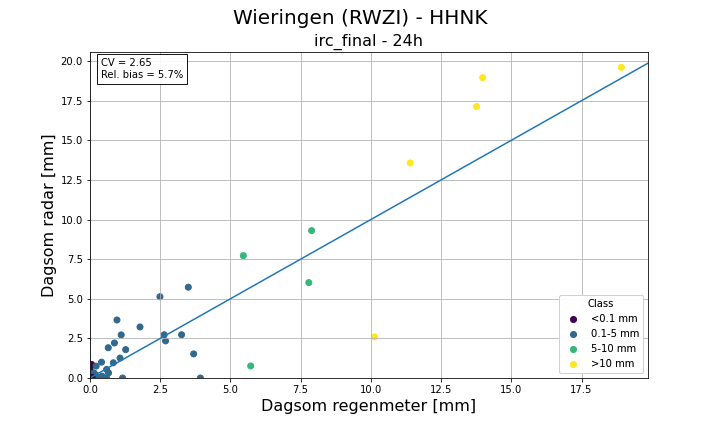 Wieringen (RWZI) - HHNK
irc_final - 24h
CV = 2.65
Rel. bias = 5.7%
Dagsom radar [mm]
20.0
17.5
15.0
12.5
10.0
7.5
5.0
2.5
0.0
Class
<0.1 mm
0.1-5 mm
5-10 mm
>10 mm
0.0 2.5 5.0 7.5 10.0 12.5 15.0 17.5
Dagsom regenmeter [mm]